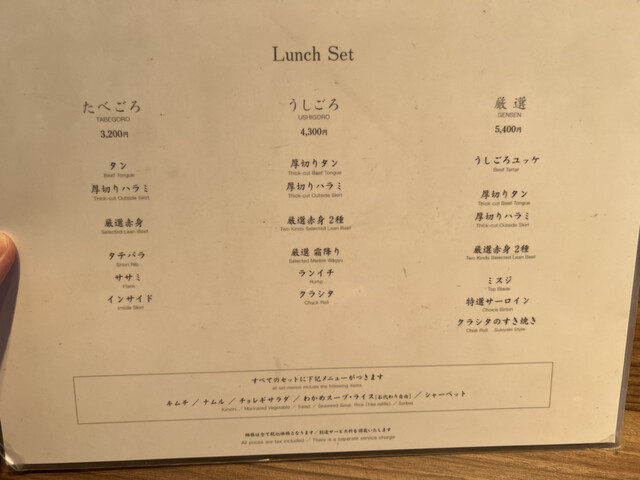 Lunch Set
たべごろ
TABEGORO
3,200円
タン
Beef Tongue
厚切りハラミ
Thick-cut Outside Skirt
厳選赤身
Selected Lean Beef
タテバラ
Short Rib
ササミ
Flank
インサイド
Inside Skirt
うしごろ
USHIGORO
4,300円
厚切りタン
Thick-cut Beef Tongue
厚切りハラミ
Thick-cut Outside Skirt
厳選赤身 2種
Two Kinds Selected Lean Beef
厳選 霜降り
Selected Marble Wagyu
ランイチ
Rump
クラシタ
Chuck Roll
厳選
GENSEN
5,400円
うしごろユッケ
Beef Tartar
厚切りタン
Thick-cut Beef Tongue
厚切りハラミ
Thick-cut Outside Skirt
厳選赤身 2種
Two Kinds Selected Lean Beef
ミスジ
Top Blade
特選サーロイン
Choice Sirloin
クラシタのすき焼き
Chuk Roll Sukiyaki Style
すべてのセットに下記メニューがつきます
all set menus include the following items.
キムチ / ナムル / チョレギサラダ / わかめスープ・ライス(お代わり自由) / シャーベット
Kimchi / Marinated Vegetable / Salad / Seaweed Soup, Rice (free refills) / Sorbet
価格は全て税込価格となります / 別途サービス料を頂戴いたします
All prices are tax included / There is a separate service charge